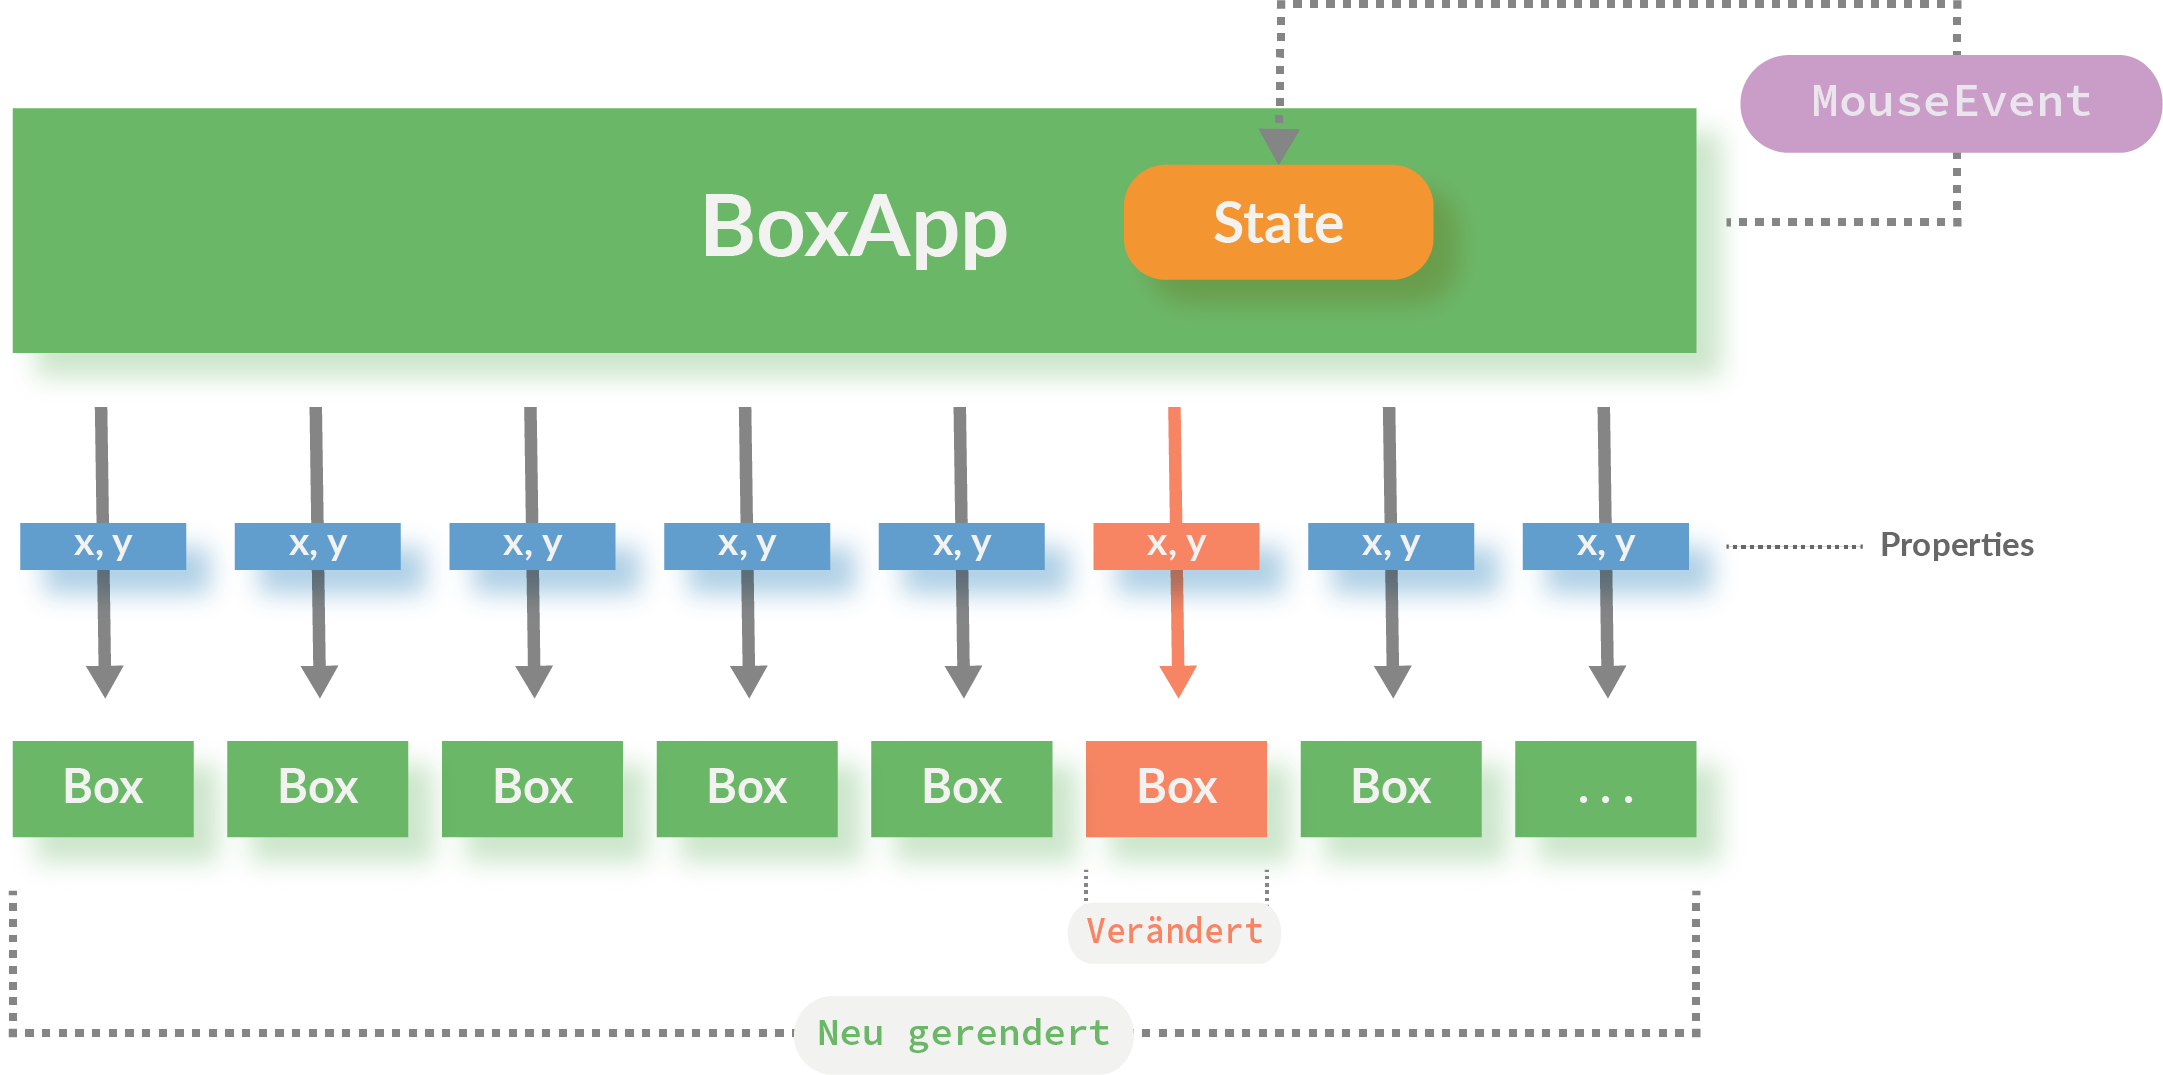 MouseEvent
BoxApp
State
x, y
x, y
x, y
x, y
x, y
x, y
x, y
x, y
Properties
Box
Box
Box
Box
Box
Box
Box
...
Verändert
Neu gerendert